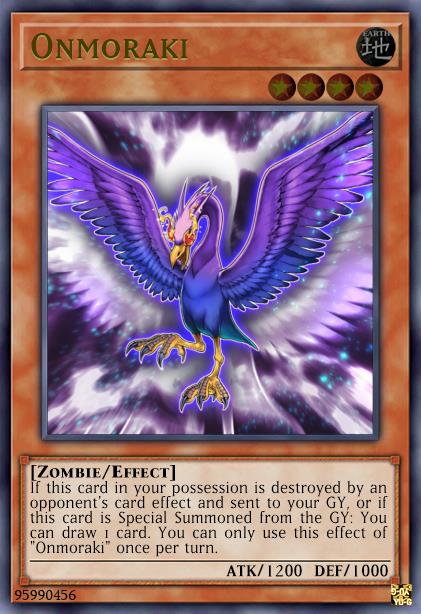 ONMORAKI
EARTH
地
[ZOMBIE/EFFECT]
If this card in your possession is destroyed by an
opponent's card effect and sent to your GY, or if
this card is Special Summoned from the GY: You
can draw 1 card. You can only use this effect of
"Onmoraki" once per turn.
ATK/1200 DEF/1000
95990456